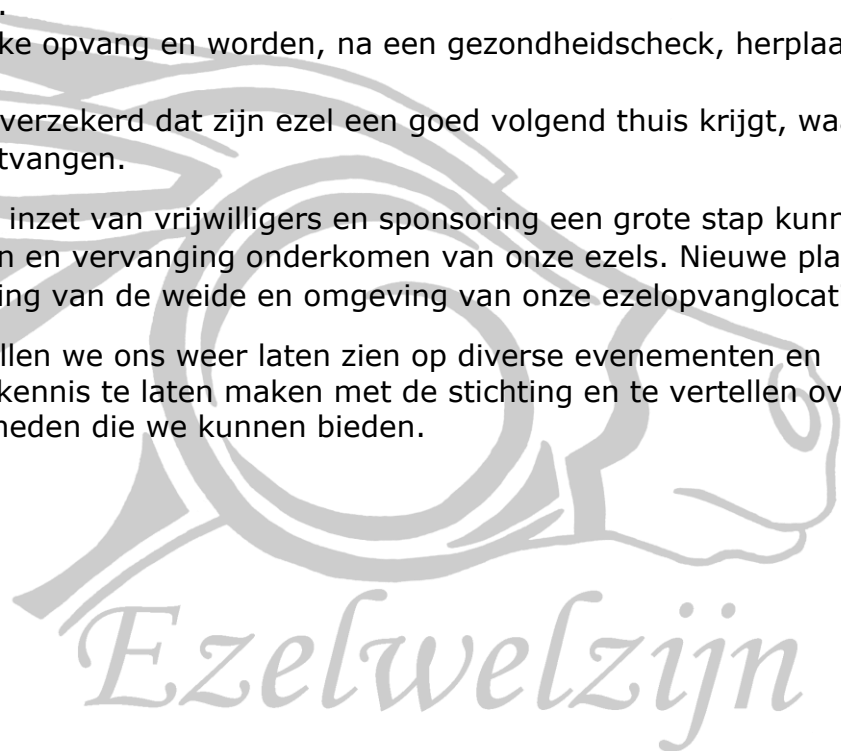 .
ke opvang en worden, na een gezondheidscheck, herplaa
verzekerd dat zijn ezel een goed volgend thuis krijgt, waa
tvangen.
inzet van vrijwilligers en sponsoring een grote stap kunn
n en vervanging onderkomen van onze ezels. Nieuwe pla
ing van de weide en omgeving van onze ezelopvanglocati
llen we ons weer laten zien op diverse evenementen en
kennis te laten maken met de stichting en te vertellen ov
heden die we kunnen bieden.
Ezelwelzijn